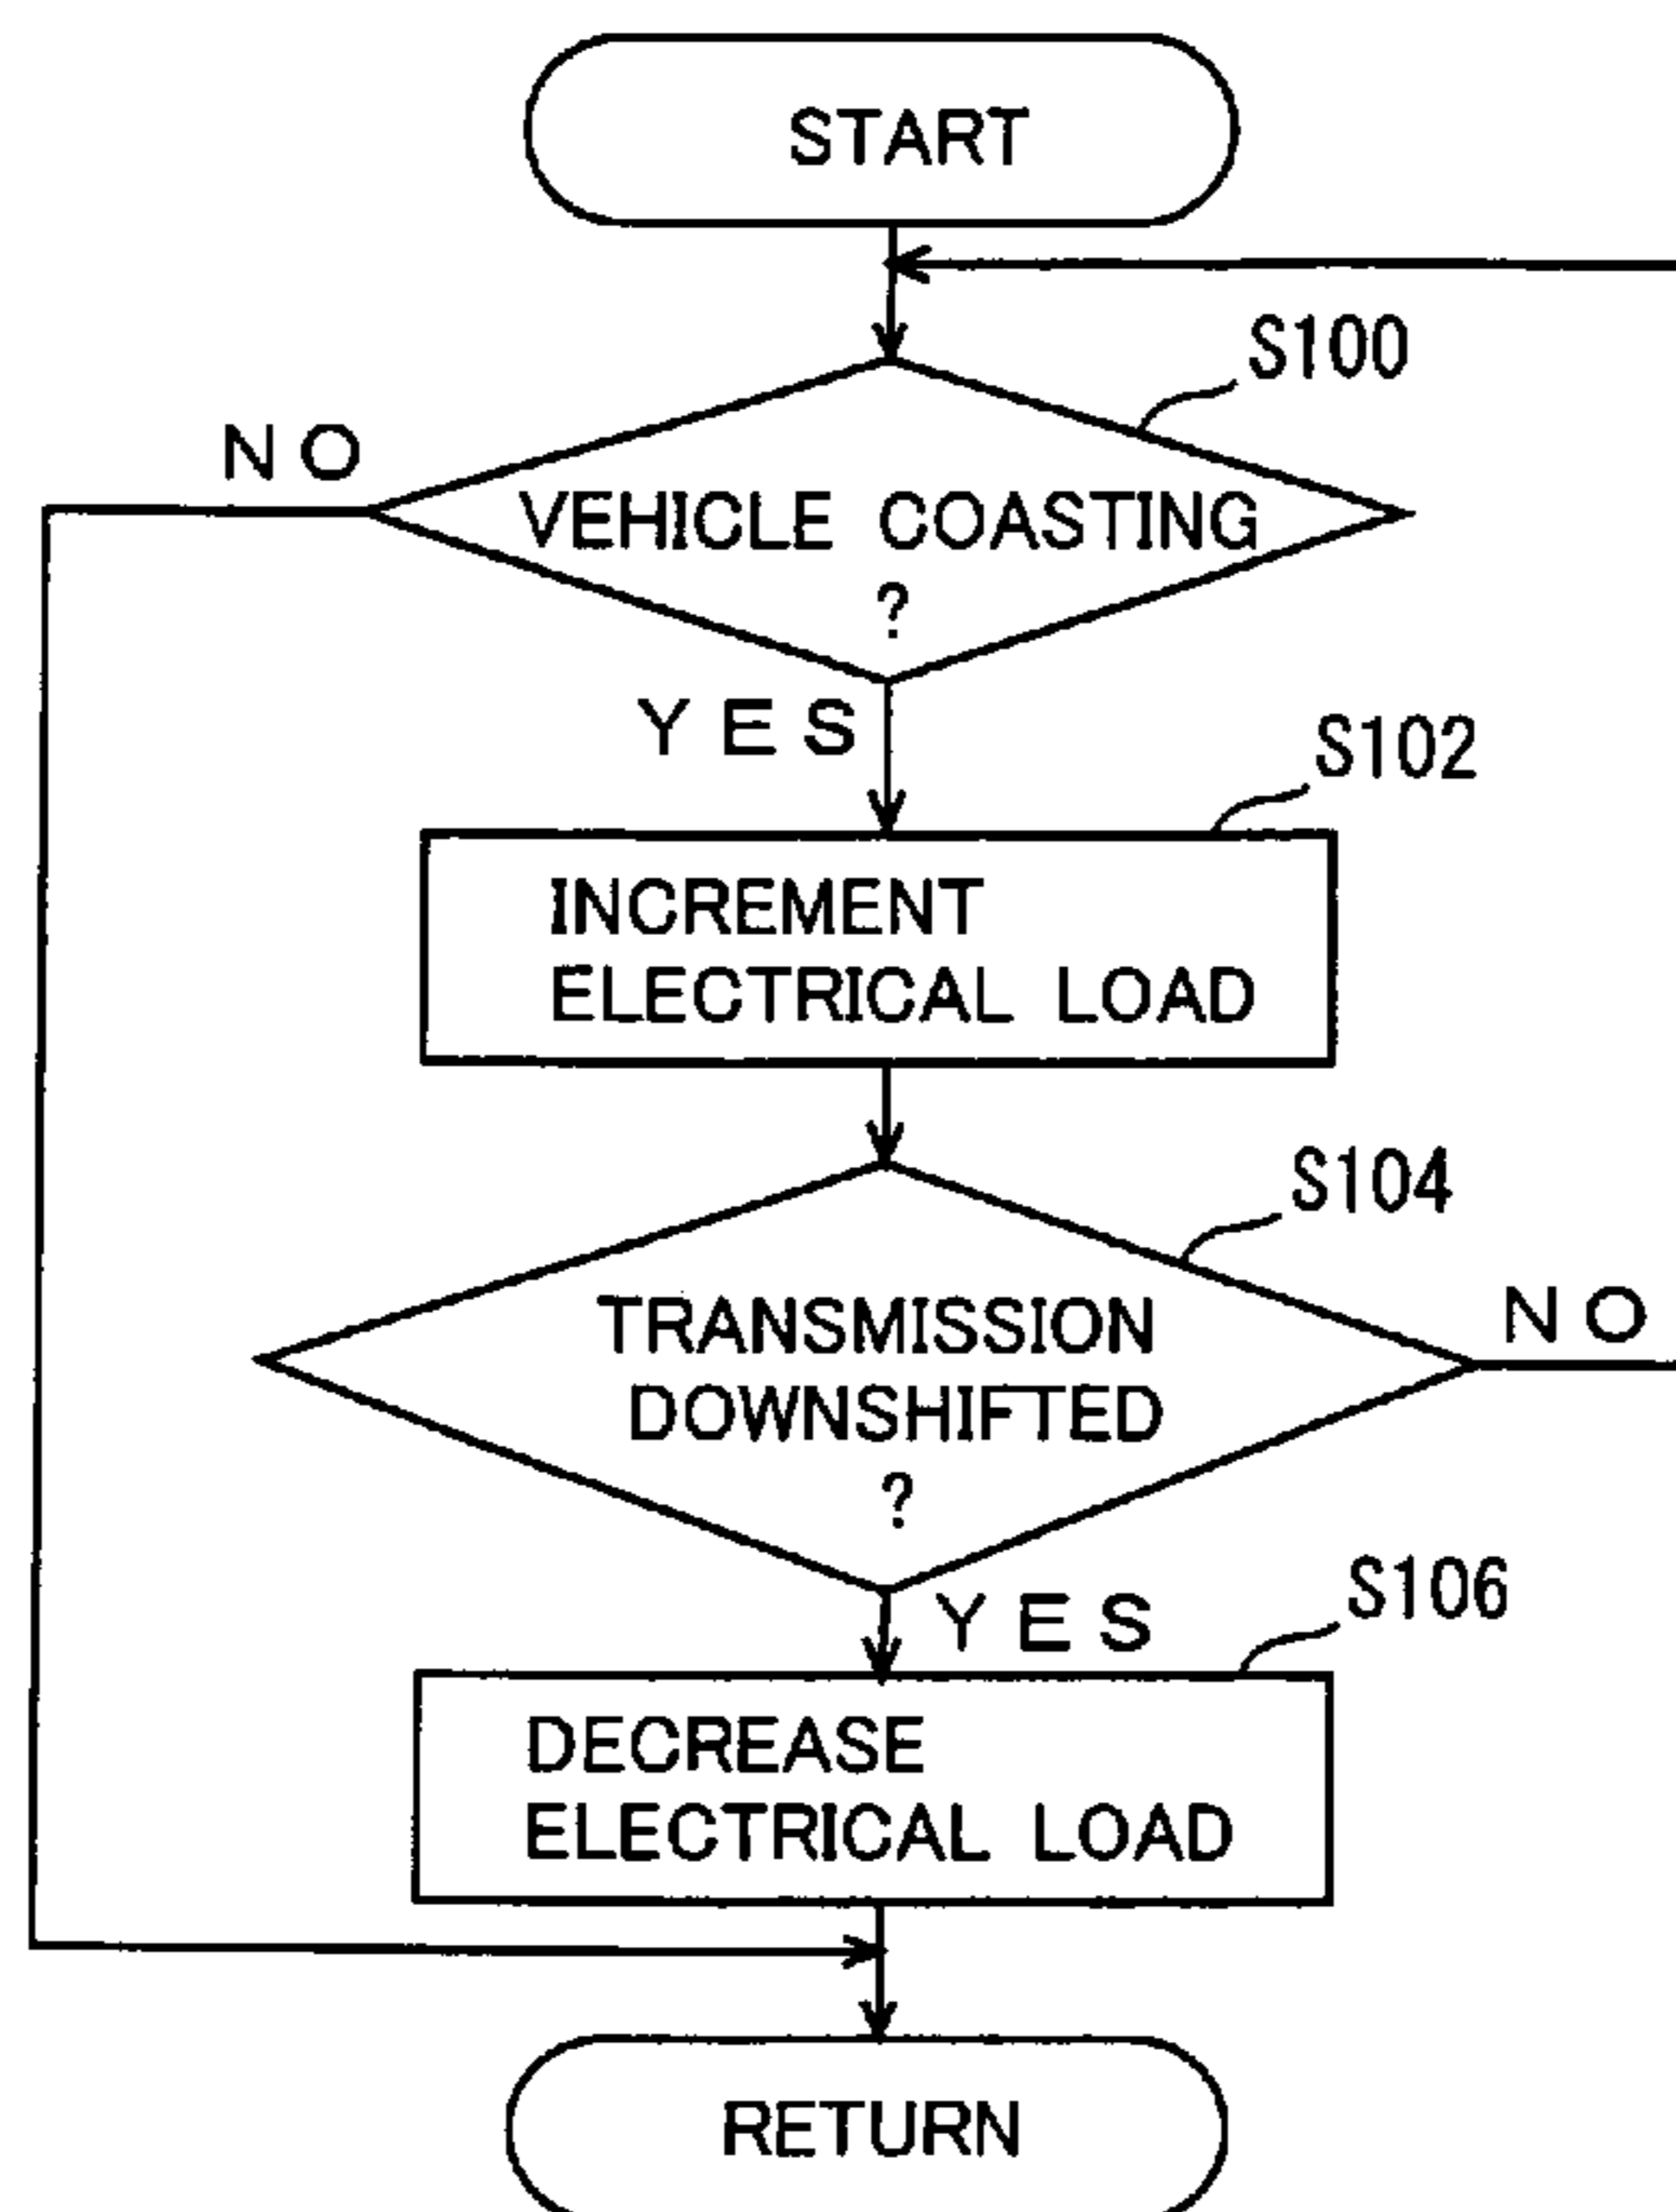 START
S100
NO
VEHICLE COASTING
?
YES
S102
INCREMENT
ELECTRICAL LOAD
S104
TRANSMISSION
DOWNSHIFTED
?
NO
YES
S106
DECREASE
ELECTRICAL LOAD
RETURN